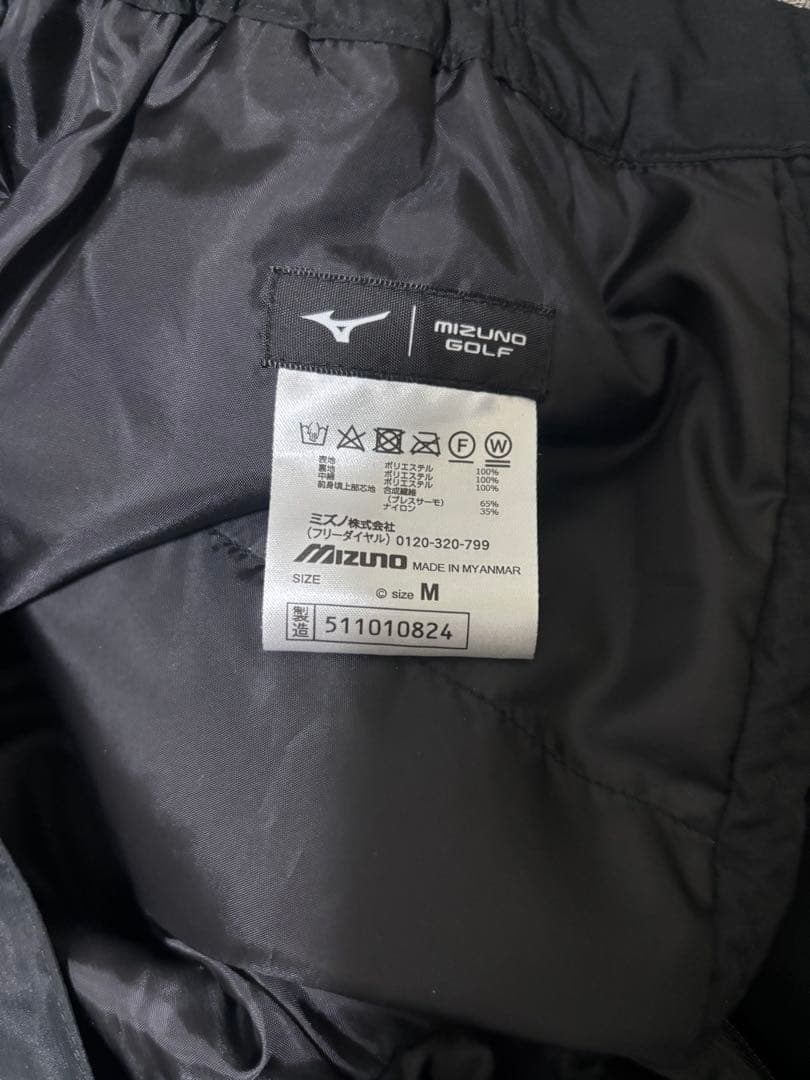 MIZUNO
GOLF
F W
表地 ポリエステル 100%
裏地 ポリエステル 100%
中綿 ポリエステル 100%
前身頃上部芯地 合成繊維
(ブレスサーモ) 65%
ナイロン 35%
ミズノ株式会社
(フリーダイヤル) 0120-320-799
MIZUNO MADE IN MYANMAR
SIZE
© size M
製造 511010824